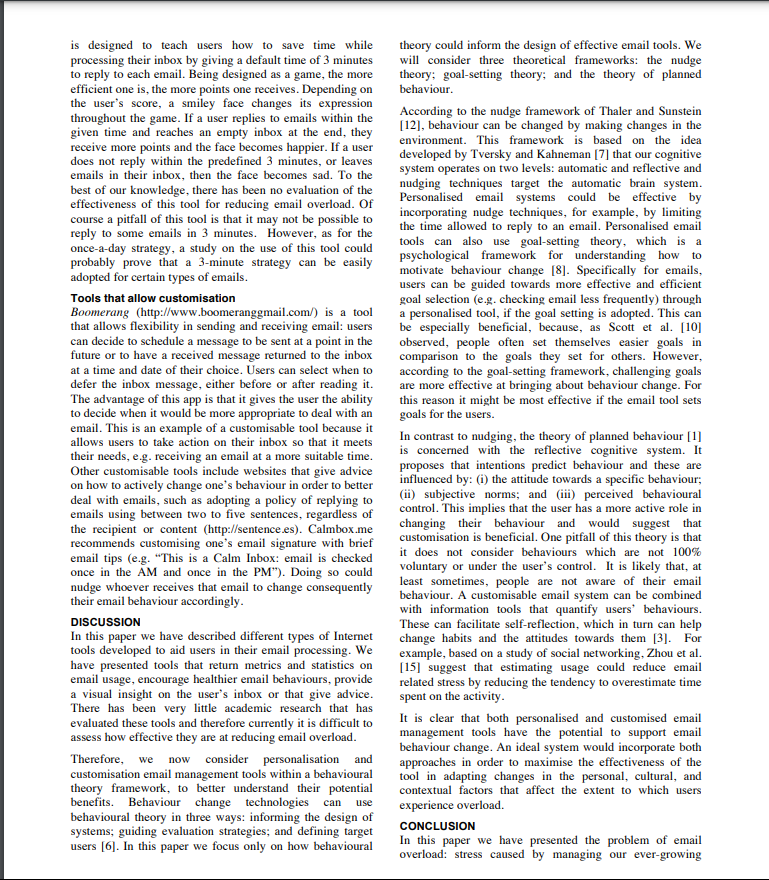 is designed to teach users how to save time while
processing their inbox by giving a default time of 3 minutes
to reply to each email. Being designed as a game, the more
efficient one is, the more points one receives. Depending on
the user's score, a smiley face changes its expression
throughout the game. If a user replies to emails within the
given time and reaches an empty inbox at the end, they
receive more points and the face becomes happier. If a user
does not reply within the predefined 3 minutes, or leaves
emails in their inbox, then the face becomes sad. To the
best of our knowledge, there has been no evaluation of the
effectiveness of this tool for reducing email overload. Of
course a pitfall of this tool is that it may not be possible to
reply to some emails in 3 minutes. However, as for the
once-a-day strategy, a study on the use of this tool could
probably prove that a 3-minute strategy can be easily
adopted for certain types of emails.
Tools that allow customisation
Boomerang (http://www.boomeranggmail.com/) is a tool
that allows flexibility in sending and receiving email: users
can decide to schedule a message to be sent at a point in the
future or to have a received message returned to the inbox
at a time and date of their choice. Users can select when to
defer the inbox message, either before or after reading it.
The advantage of this app is that it gives the user the ability
to decide when it would be more appropriate to deal with an
email. This is an example of a customisable tool because it
allows users to take action on their inbox so that it meets
their needs, e.g. receiving an email at a more suitable time.
Other customisable tools include websites that give advice
on how to actively change one's behaviour in order to better
deal with emails, such as adopting a policy of replying to
emails using between two to five sentences, regardless of
the recipient or content (http://sentence.es). Calmbox.me
recommends customising one's email signature with brief
email tips (e.g. "This is a Calm Inbox: email is checked
once in the AM and once in the PM"). Doing so could
nudge whoever receives that email to change consequently
their email behaviour accordingly.
DISCUSSION
In this paper we have described different types of Internet
tools developed to aid users in their email processing. We
have presented tools that return metrics and statistics on
email usage, encourage healthier email behaviours, provide
a visual insight on the user's inbox or that give advice.
There has been very little academic research that has
evaluated these tools and therefore currently it is difficult to
assess how effective they are at reducing email overload.
Therefore, we now consider personalisation and
customisation email management tools within a behavioural
theory framework, to better understand their potential
benefits. Behaviour change technologies can use
behavioural theory in three ways: informing the design of
systems; guiding evaluation strategies; and defining target
users [6]. In this paper we focus only on how behavioural
theory could inform the design of effective email tools. We
will consider three theoretical frameworks: the nudge
theory; goal-setting theory; and the theory of planned
behaviour.
According to the nudge framework of Thaler and Sunstein
[12], behaviour can be changed by making changes in the
environment. This framework is based on the idea
developed by Tversky and Kahneman [7] that our cognitive
system operates on two levels: automatic and reflective and
nudging techniques target the automatic brain system.
Personalised email systems could be effective by
incorporating nudge techniques, for example, by limiting
the time allowed to reply to an email. Personalised email
tools can also use goal-setting theory, which is a
psychological framework for understanding how to
motivate behaviour change [8]. Specifically for emails,
users can be guided towards more effective and efficient
goal selection (e.g. checking email less frequently) through
a personalised tool, if the goal setting is adopted. This can
be especially beneficial, because, as Scott et al. [10]
observed, people often set themselves easier goals in
comparison to the goals they set for others. However,
according to the goal-setting framework, challenging goals
are more effective at bringing about behaviour change. For
this reason it might be most effective if the email tool sets
goals for the users.
In contrast to nudging, the theory of planned behaviour [1]
is concerned with the reflective cognitive system. It
proposes that intentions predict behaviour and these are
influenced by: (i) the attitude towards a specific behaviour;
(ii) subjective norms; and (iii) perceived behavioural
control. This implies that the user has a more active role in
changing their behaviour and would suggest that
customisation is beneficial. One pitfall of this theory is that
it does not consider behaviours which are not 100%
voluntary or under the user's control. It is likely that, at
least sometimes, people are not aware of their email
behaviour. A customisable email system can be combined
with information tools that quantify users' behaviours.
These can facilitate self-reflection, which in turn can help
change habits and the attitudes towards them [3]. For
example, based on a study of social networking, Zhou et al.
[15] suggest that estimating usage could reduce email
related stress by reducing the tendency to overestimate time
spent on the activity.
It is clear that both personalised and customised email
management tools have the potential to support email
behaviour change. An ideal system would incorporate both
approaches in order to maximise the effectiveness of the
tool in adapting changes in the personal, cultural, and
contextual factors that affect the extent to which users
experience overload.
CONCLUSION
In this paper we have presented the problem of email
overload: stress caused by managing our ever-growing